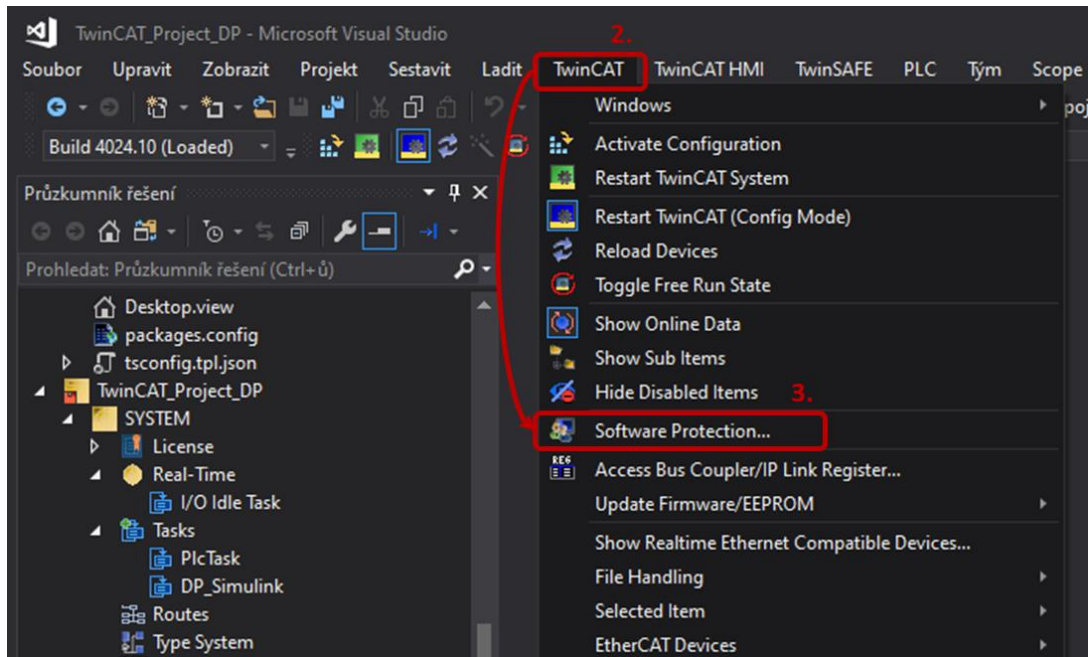 TwinCAT_Project_DP - Microsoft Visual Studio
2.
Soubor Upravit Zobrazit Projekt Sestavit Ladit TwinCAT TwinCAT HMI TwinSAFE PLC Tým Scope
Build 4024.10 (Loaded)
Průzkumník řešení
Prohledat: Průzkumník řešení (Ctrl+ů)
Desktop.view
packages.config
tsconfig.tpl.json
TwinCAT_Project_DP
SYSTEM
License
Real-Time
I/O Idle Task
Tasks
PlcTask
DP_Simulink
Routes
Type System
Windows
Activate Configuration
Restart TwinCAT System
Restart TwinCAT (Config Mode)
Reload Devices
Toggle Free Run State
Show Online Data
Show Sub Items
Hide Disabled Items
3.
Software Protection...
REG
Access Bus Coupler/IP Link Register...
Update Firmware/EEPROM
Show Realtime Ethernet Compatible Devices...
File Handling
Selected Item
EtherCAT Devices